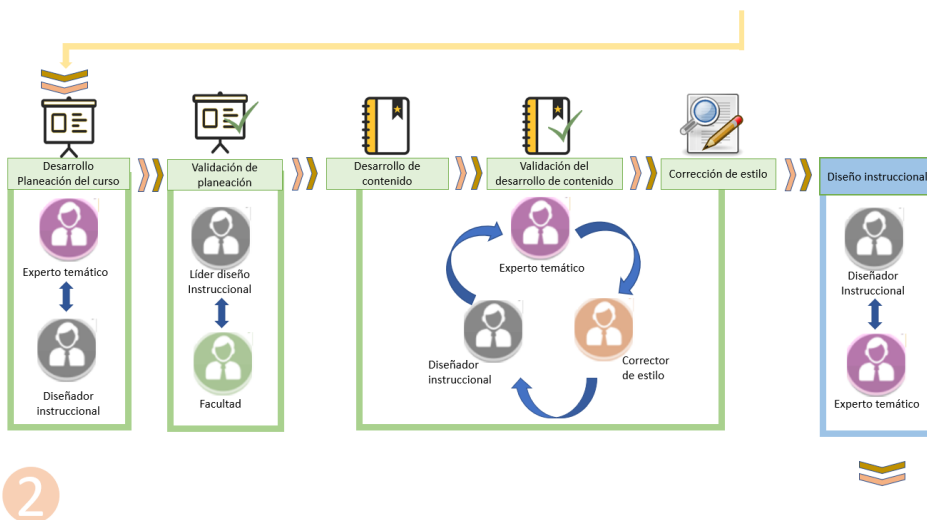 Desarrollo
Planeación del curso
Validación de
planeación
Desarrollo de
contenido
Validación del
desarrollo de contenido
Corrección de estilo
Diseño instruccional
Experto temático
Diseñador
instruccional
Líder diseño
Instruccional
Facultad
Experto temático
Diseñador
instruccional
Corrector
de estilo
Diseñador
Instruccional
Experto temático
2